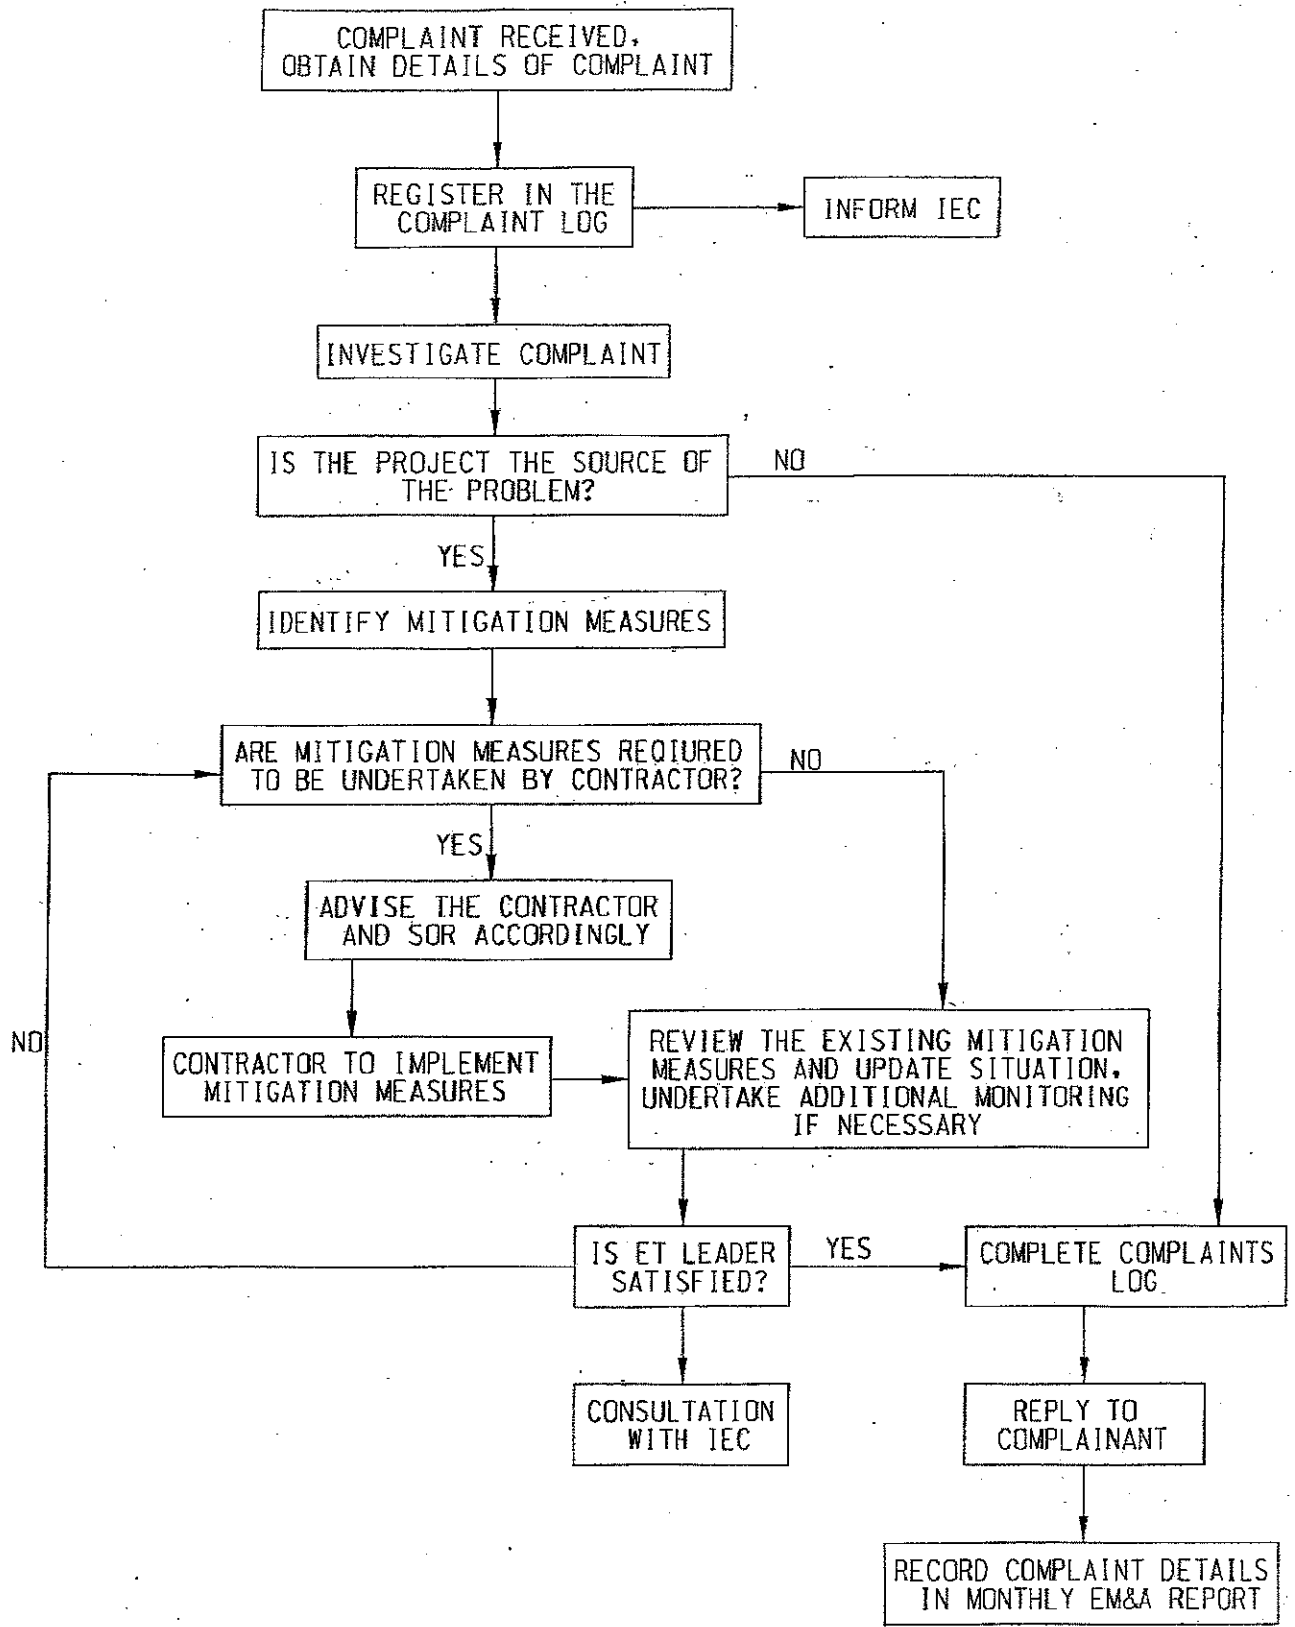 COMPLAINT RECEIVED,
OBTAIN DETAILS OF COMPLAINT
REGISTER IN THE
COMPLAINT LOG
INFORM IEC
INVESTIGATE COMPLAINT
IS THE PROJECT THE SOURCE OF
THE PROBLEM?
NO
YES
IDENTIFY MITIGATION MEASURES
ARE MITIGATION MEASURES REQIURED
TO BE UNDERTAKEN BY CONTRACTOR?
NO
YES
ADVISE THE CONTRACTOR
AND SOR ACCORDINGLY
NO
CONTRACTOR TO IMPLEMENT
MITIGATION MEASURES
REVIEW THE EXISTING MITIGATION
MEASURES AND UPDATE SITUATION.
UNDERTAKE ADDITIONAL MONITORING
IF NECESSARY
IS ET LEADER
SATISFIED?
YES
COMPLETE COMPLAINTS
LOG
CONSULTATION
WITH IEC
REPLY TO
COMPLAINANT
RECORD COMPLAINT DETAILS
IN MONTHLY EM&A REPORT